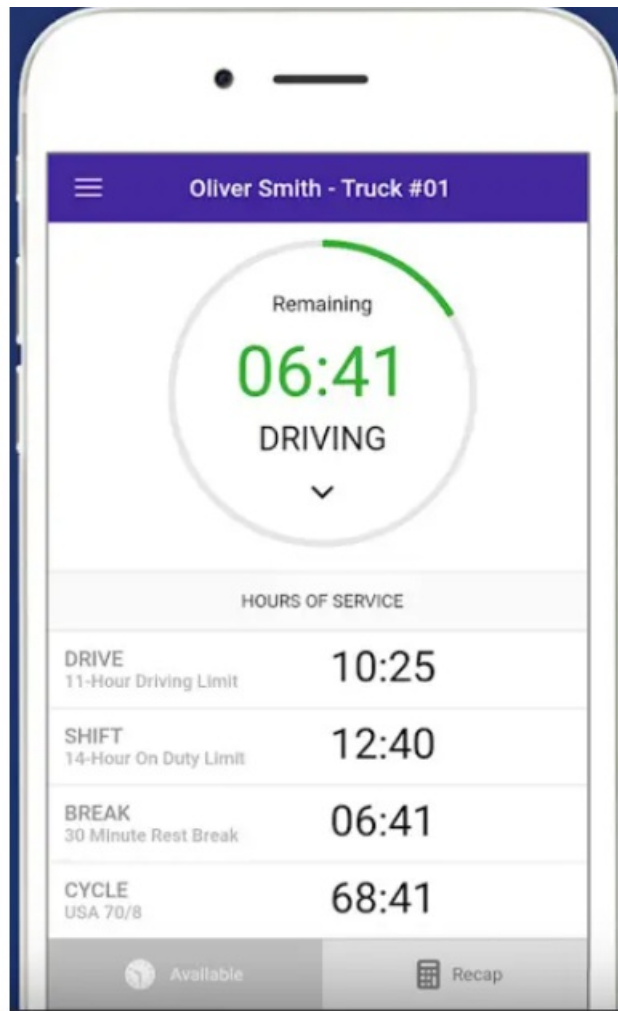 Oliver Smith - Truck #01
Remaining
06:41
DRIVING
HOURS OF SERVICE
DRIVE
11-Hour Driving Limit
10:25
SHIFT
14-Hour On Duty Limit
12:40
BREAK
30 Minute Rest Break
06:41
CYCLE
USA 70/8
68:41
Available
Recap